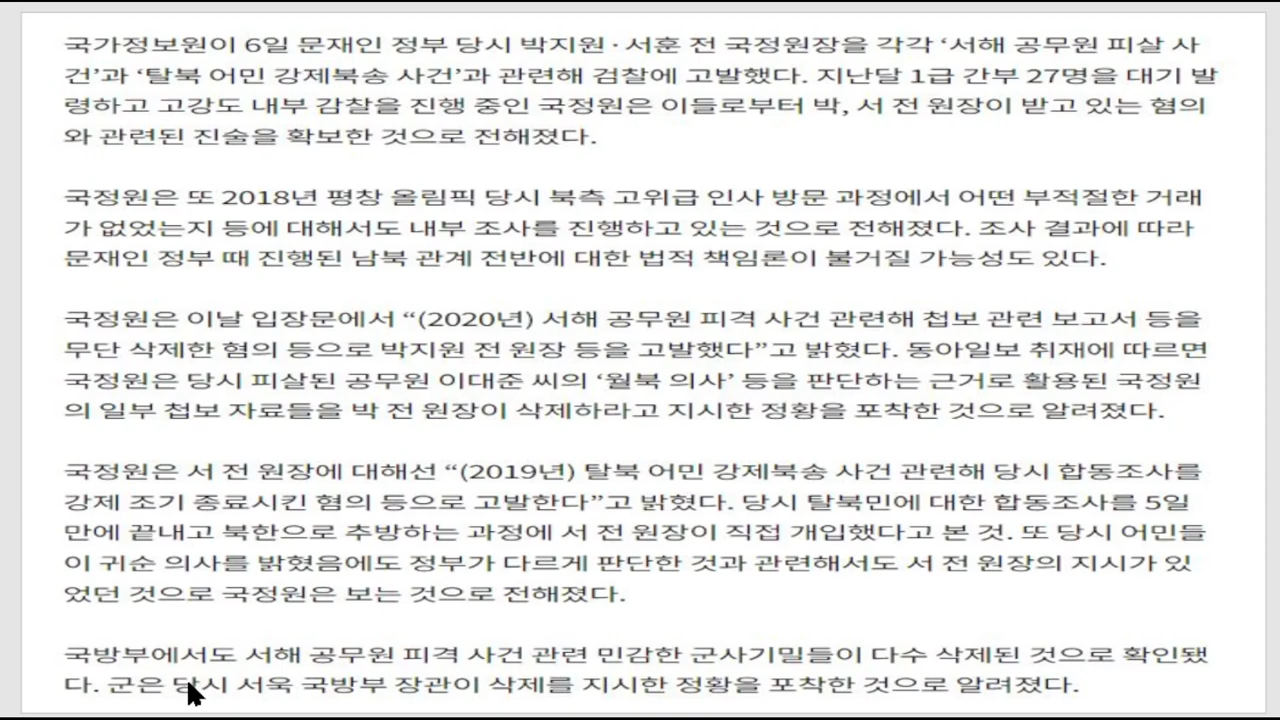 국가정보원이 6일 문재인 정부 당시 박지원·서훈 전 국정원장을 각각 ‘서해 공무원 피살 사
건’과 ‘탈북 어민 강제북송 사건’과 관련해 검찰에 고발했다. 지난달 1급 간부 27명을 대기 발
령하고 고강도 내부 감찰을 진행 중인 국정원은 이들로부터 박, 서 전 원장이 받고 있는 혐의
와 관련된 진술을 확보한 것으로 전해졌다.
국정원은 또 2018년 평창 올림픽 당시 북측 고위급 인사 방문 과정에서 어떤 부적절한 거래
가 없었는지 등에 대해서도 내부 조사를 진행하고 있는 것으로 전해졌다. 조사 결과에 따라
문재인 정부 때 진행된 남북 관계 전반에 대한 법적 책임론이 불거질 가능성도 있다.
국정원은 이날 입장문에서 “(2020년) 서해 공무원 피격 사건 관련해 첩보 관련 보고서 등을
무단 삭제한 혐의 등으로 박지원 전 원장 등을 고발했다”고 밝혔다. 동아일보 취재에 따르면
국정원은 당시 피살된 공무원 이대준 씨의 ‘월북 의사’ 등을 판단하는 근거로 활용된 국정원
의 일부 첩보 자료들을 박 전 원장이 삭제하라고 지시한 정황을 포착한 것으로 알려졌다.
국정원은 서 전 원장에 대해선 “(2019년) 탈북 어민 강제북송 사건 관련해 당시 합동조사를
강제 조기 종료시킨 혐의 등으로 고발한다”고 밝혔다. 당시 탈북민에 대한 합동조사를 5일
만에 끝내고 북한으로 추방하는 과정에 서 전 원장이 직접 개입했다고 본 것. 또 당시 어민들
이 귀순 의사를 밝혔음에도 정부가 다르게 판단한 것과 관련해서도 서 전 원장의 지시가 있
었던 것으로 국정원은 보는 것으로 전해졌다.
국방부에서도 서해 공무원 피격 사건 관련 민감한 군사기밀들이 다수 삭제된 것으로 확인됐
다. 군은 당시 서욱 국방부 장관이 삭제를 지시한 정황을 포착한 것으로 알려졌다.